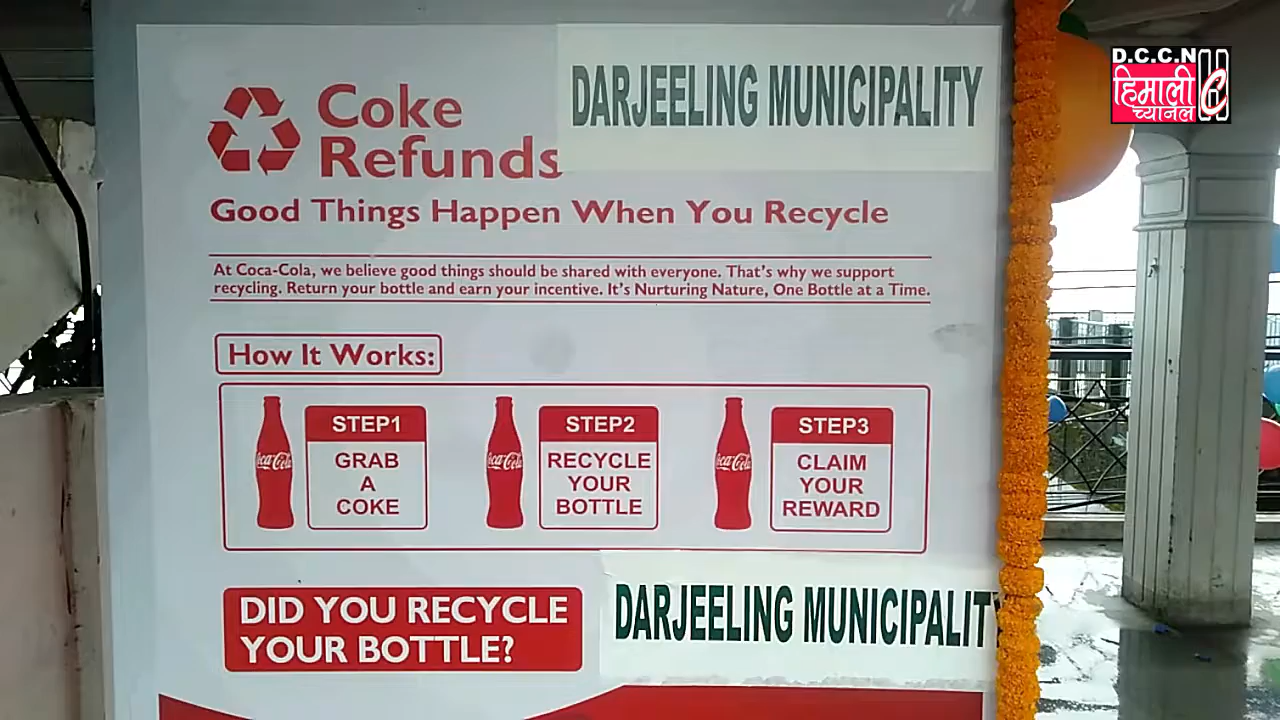 D.C.C.N
हिमाली
च्यानल
DARJEELING MUNICIPALITY
Coke
Refunds
Good Things Happen When You Recycle
At Coca-Cola, we believe good things should be shared with everyone. That's why we support
recycling. Return your bottle and earn your incentive. It's Nurturing Nature, One Bottle at a Time.
How It Works:
Coca-Cola
STEP1
GRAB
A
COKE
Coca-Cola
STEP2
RECYCLE
YOUR
BOTTLE
Coca-Cola
STEP3
CLAIM
YOUR
REWARD
DID YOU RECYCLE
YOUR BOTTLE?
DARJEELING MUNICIPALITY